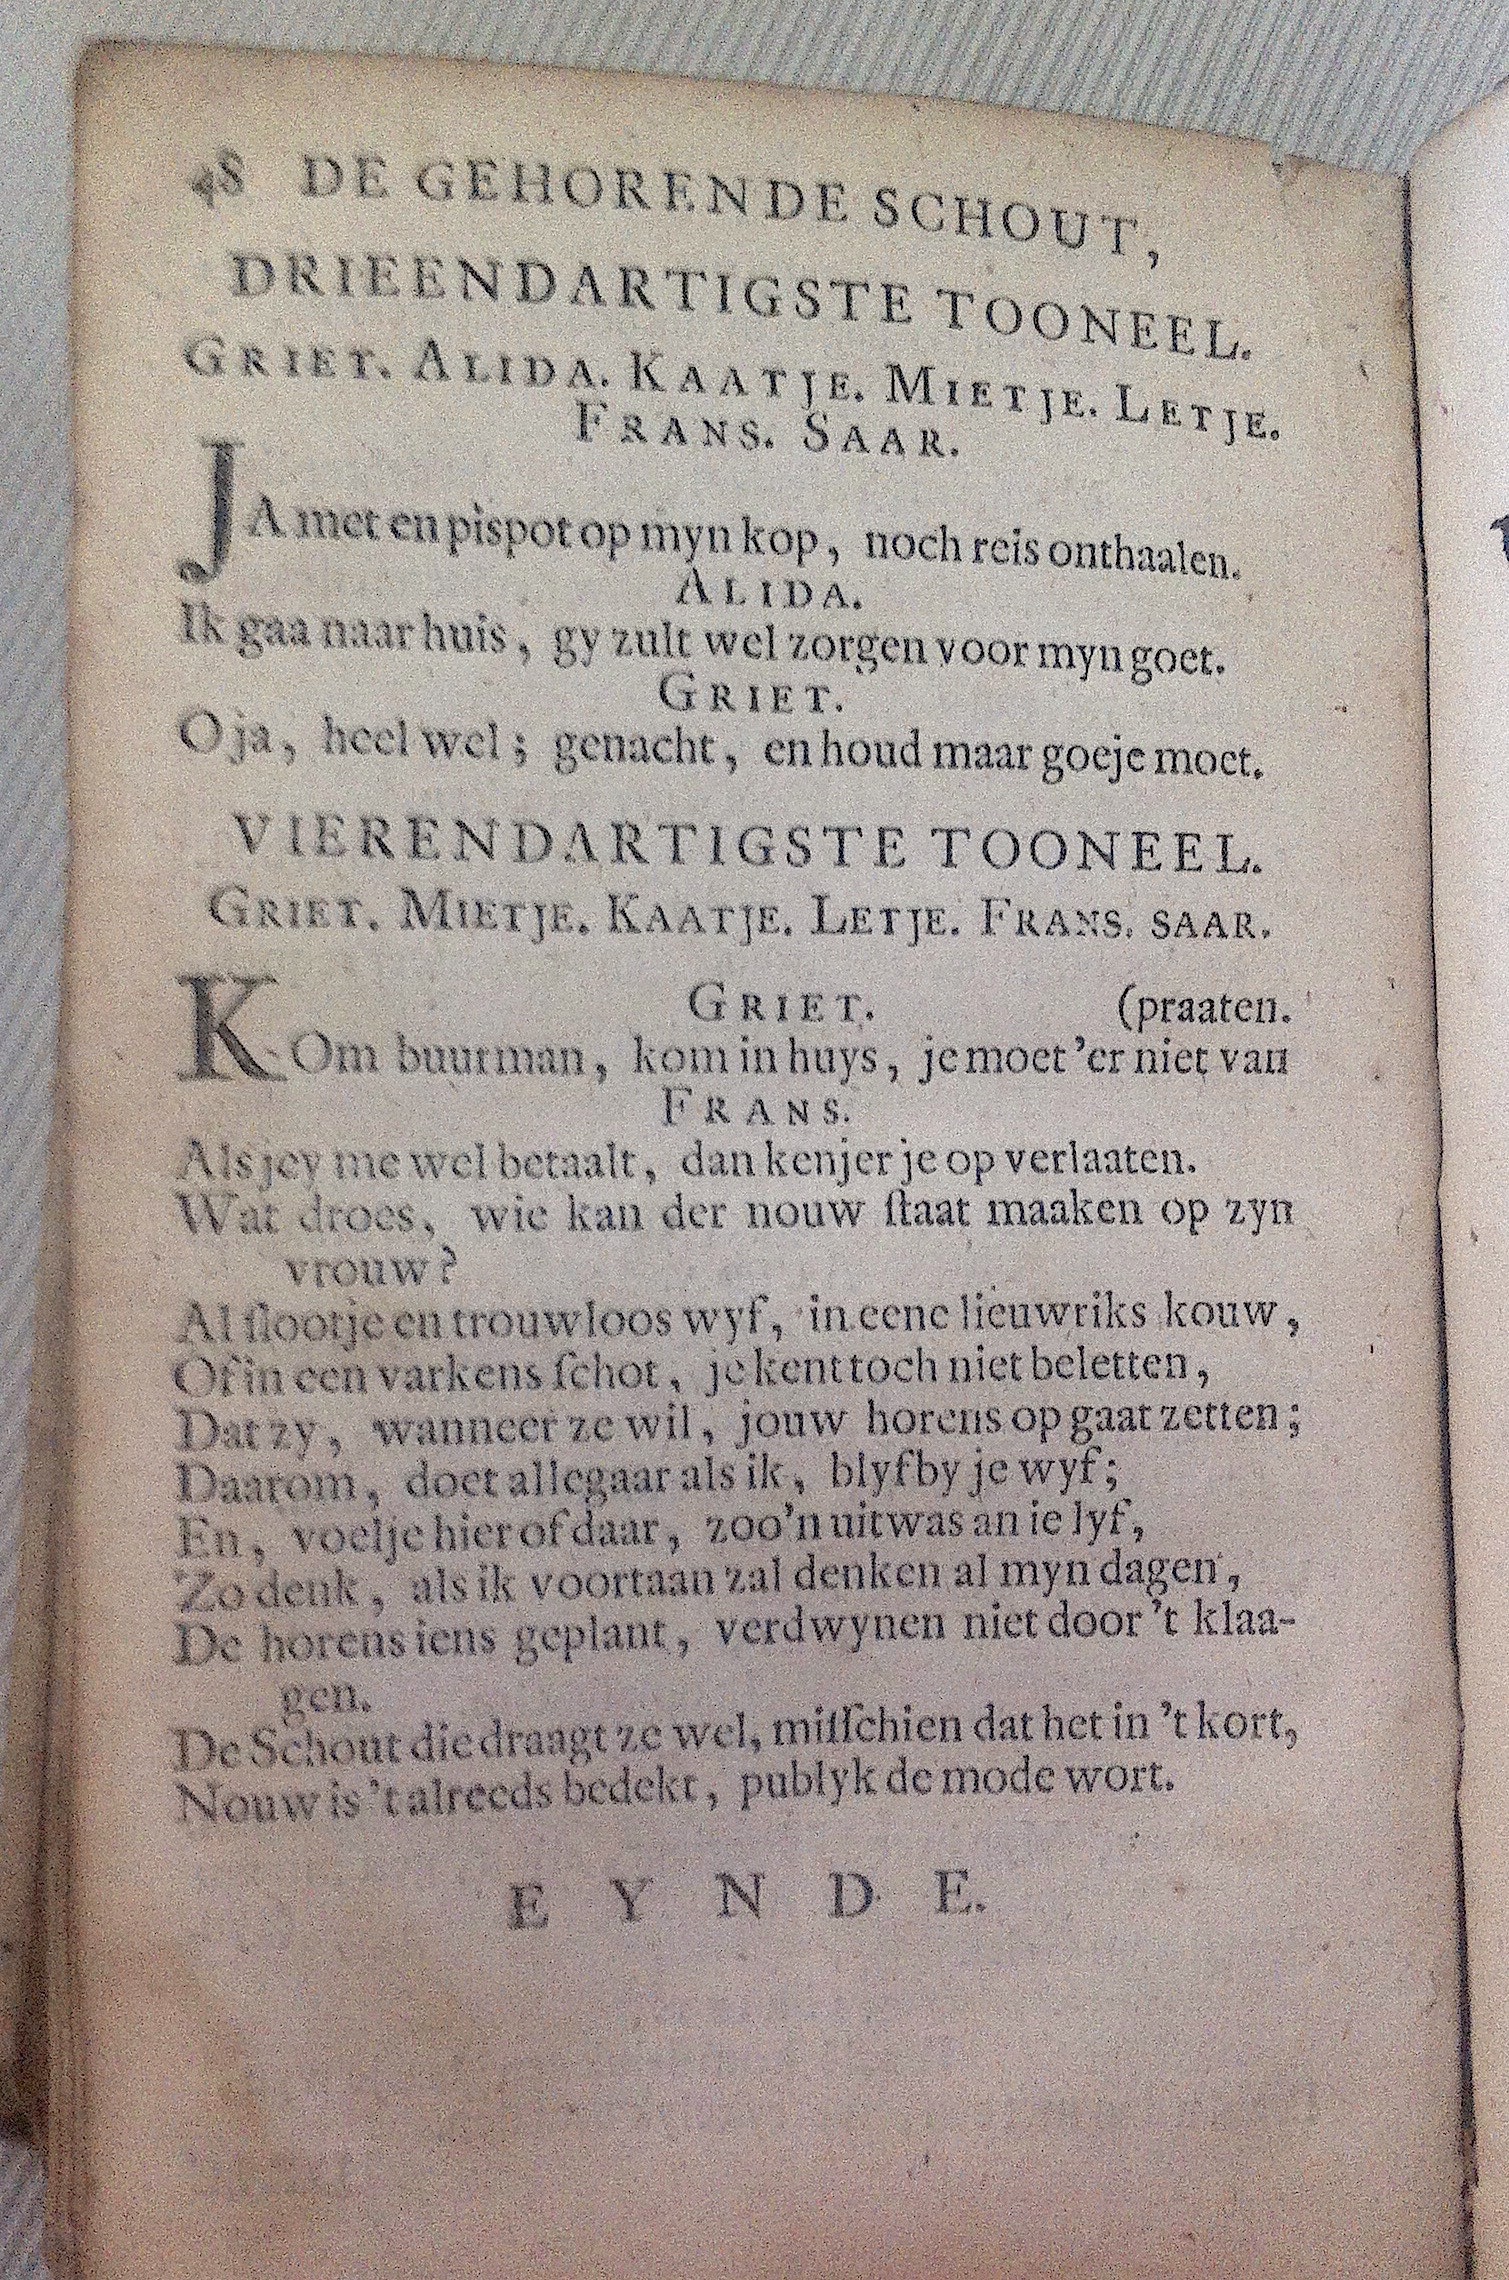 48 DE GEHORENDE SCHOUT,
DRIEENDARTIGSTE TOONEEL.
GRIET. ALIDA. KAATJE. MIETJE. LETJE.
FRANS. SAAR.
JA met en pispot op myn kop, noch reis onthaalen.
ALIDA.
Ik gaa naar huis, gy zult wel zorgen voor myn goet.
GRIET.
O ja, heel wel; genacht, en houd maar goeje moet.
VIERENDARTIGSTE TOONEEL.
GRIET. MIETJE. KAATJE. LETJE. FRANS. SAAR.
GRIET. (praaten.
KOm buurman, kom in huys, je moet 'er niet van
FRANS.
Als jey me wel betaalt, dan kenjer je op verlaaten.
Wat droes, wie kan der nouw ſtaat maaken op zyn
vrouw?
Al ſlootje en trouwloos wyf, in eene lieuwriks kouw,
Of in een varkens ſchot, je kent toch niet beletten,
Dat zy, wanneer ze wil, jouw horens op gaat zetten;
Daarom, doet allegaar als ik, blyf by je wyf;
En, voelje hier of daar, zoo'n uitwas an ie lyf,
Zo denk, als ik voortaan zal denken al myn dagen,
De horens iens geplant, verdwynen niet door 't klaa-
gen.
De Schout die draagt ze wel, miſſchien dat het in 't kort,
Nouw is 't alreeds bedekt, publyk de mode wort.
EYNDE.